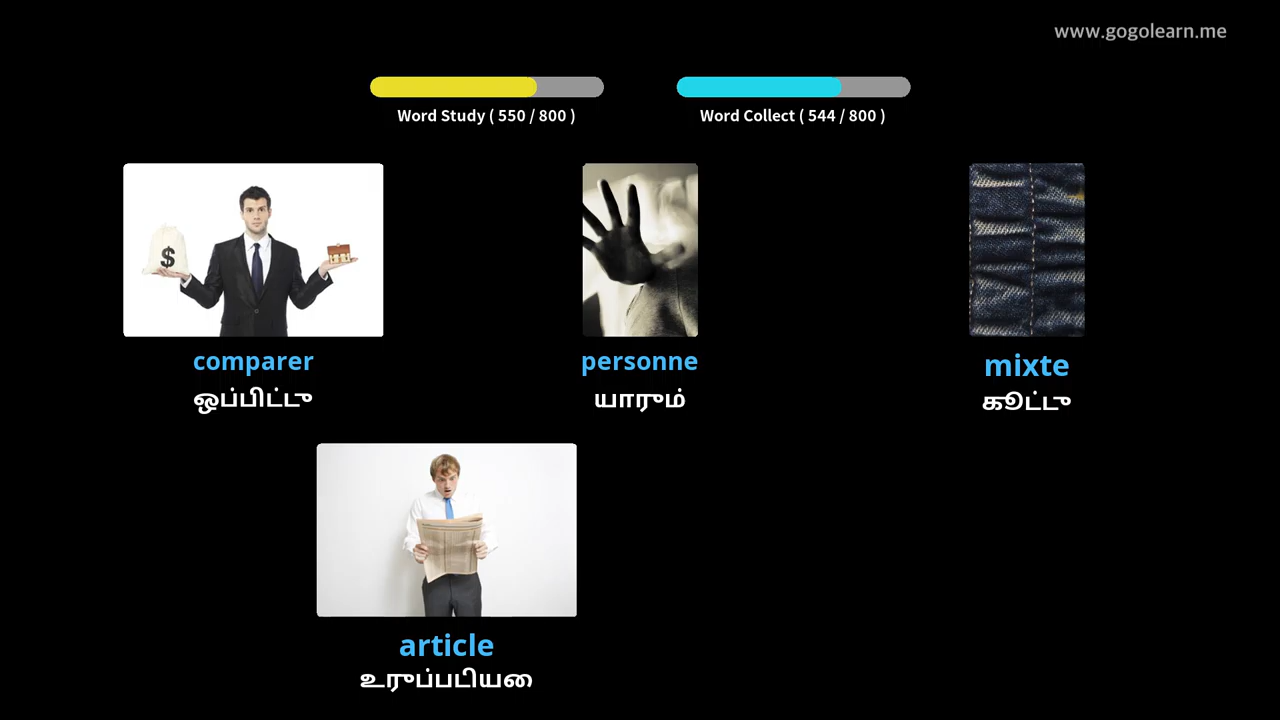 www.gogolearn.me
Word Study ( 550 / 800 )
Word Collect ( 544 / 800 )
$
comparer
personne
mixte
ஒப்பிட்டு
யாரும்
கூட்டு
article
உருப்படியை